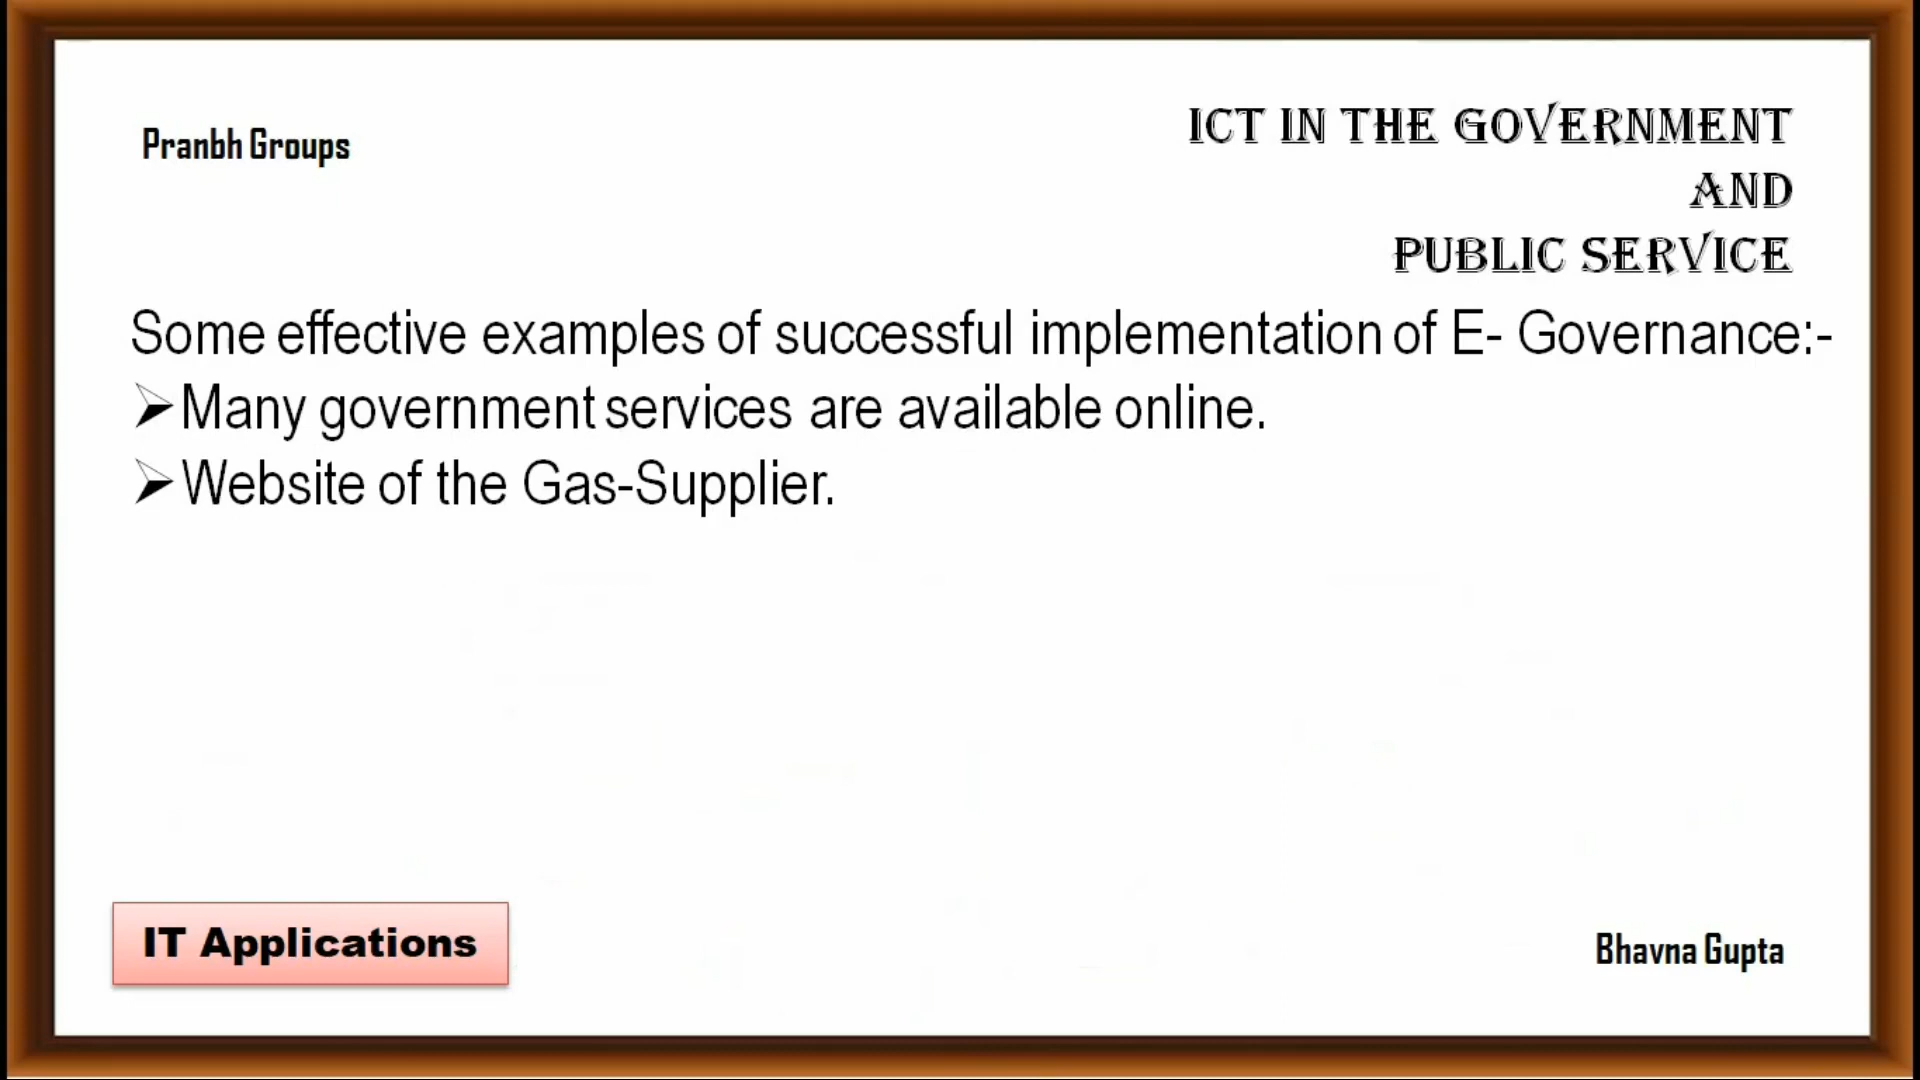 Pranbh Groups
ICT IN THE GOVERNMENT
AND
PUBLIC SERVICE
Some effective examples of successful implementation of E- Governance:-
➢Many government services are available online.
➢Website of the Gas-Supplier.
IT Applications
Bhavna Gupta